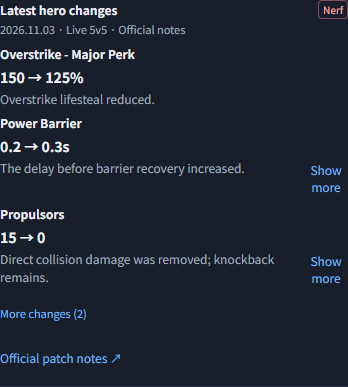 Latest hero changes
Nerf
2026.11.03 · Live 5v5 · Official notes
Overstrike - Major Perk
150 → 125%
Overstrike lifesteal reduced.
Power Barrier
0.2 → 0.3s
The delay before barrier recovery increased.
Show
more
Propulsors
15 → 0
Direct collision damage was removed; knockback
remains.
Show
more
More changes (2)
Official patch notes ↗